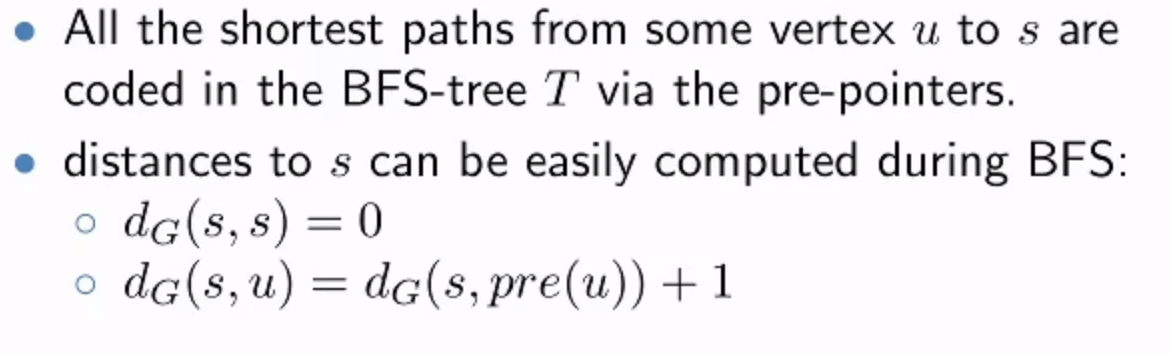 • All the shortest paths from some vertex u to s are
coded in the BFS-tree T via the pre-pointers.
• distances to s can be easily computed during BFS:
○ d_G(s, s) = 0
○ d_G(s, u) = d_G(s, pre(u)) + 1